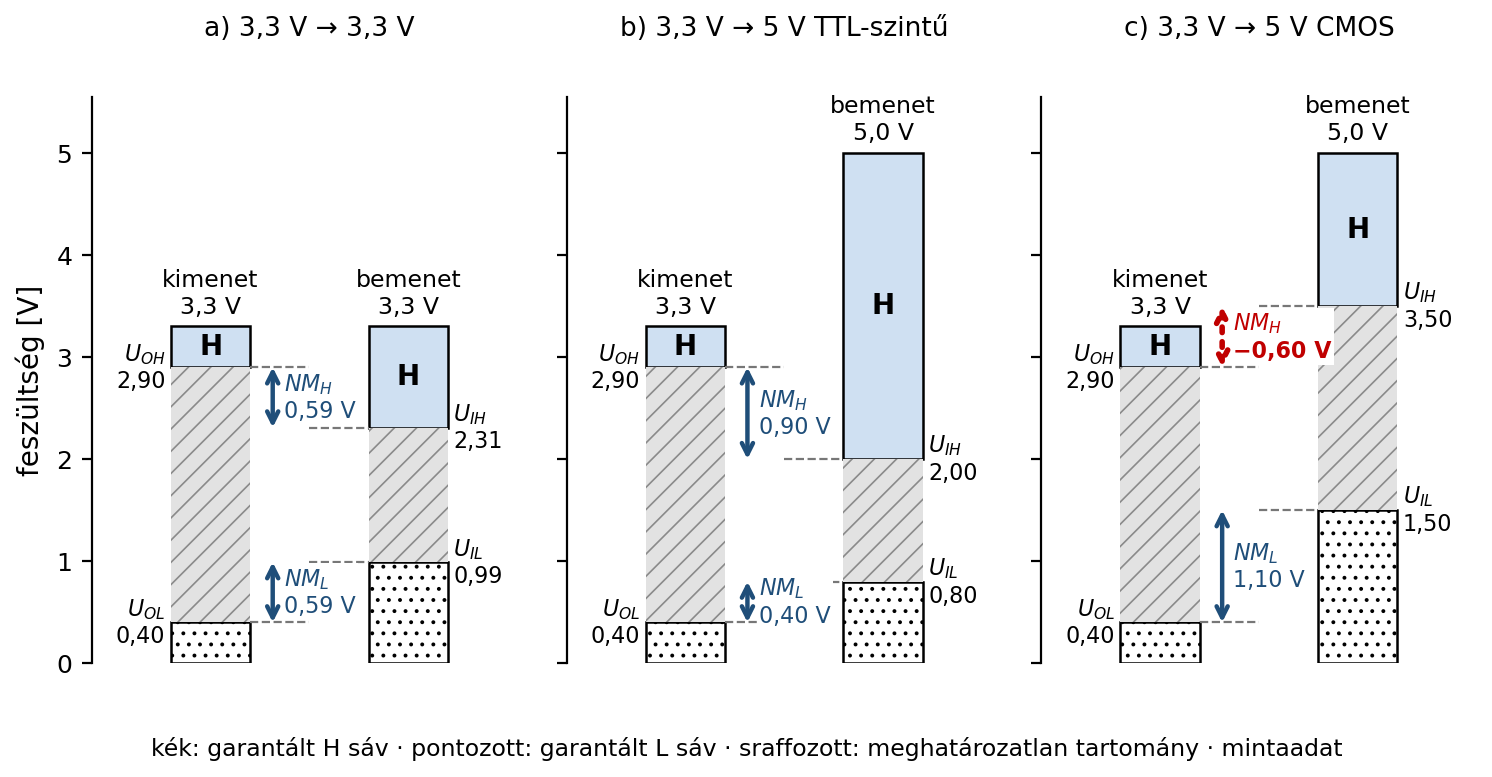 a) 3,3 V → 3,3 V
b) 3,3 V → 5 V TTL-szintű
c) 3,3 V → 5 V CMOS
feszültség [V]
5
4
3
2
1
0
kimenet
3,3 V
bemenet
3,3 V
H
H
U_OH
2,90
NM_H
0,59 V
U_IH
2,31
U_IL
0,99
NM_L
0,59 V
U_OL
0,40
bemenet
5,0 V
kimenet
3,3 V
H
H
U_OH
2,90
NM_H
0,90 V
U_IH
2,00
U_IL
0,80
NM_L
0,40 V
U_OL
0,40
bemenet
5,0 V
H
kimenet
3,3 V
H
U_IH
3,50
NM_H
−0,60 V
U_OH
2,90
U_IL
1,50
NM_L
1,10 V
U_OL
0,40
kék: garantált H sáv · pontozott: garantált L sáv · sraffozott: meghatározatlan tartomány · mintaadat